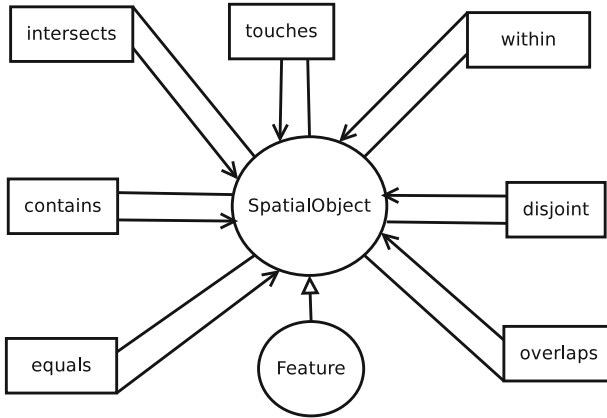 intersects
touches
within
contains
SpatialObject
disjoint
equals
Feature
overlaps